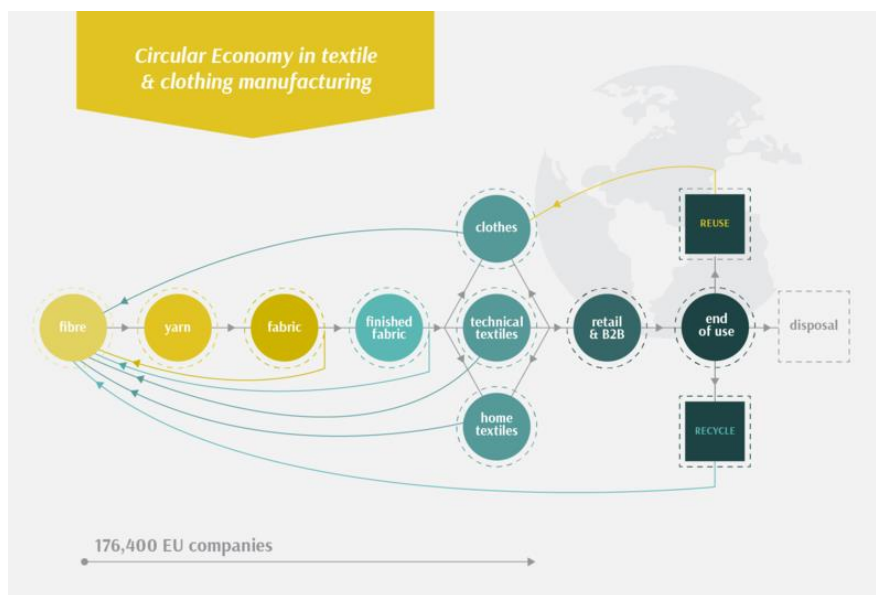 Circular Economy in textile
& clothing manufacturing
clothes
REUSE
fibre
yarn
fabric
finished
fabric
technical
textiles
retail
& B2B
end
of use
disposal
home
textiles
RECYCLE
176,400 EU companies